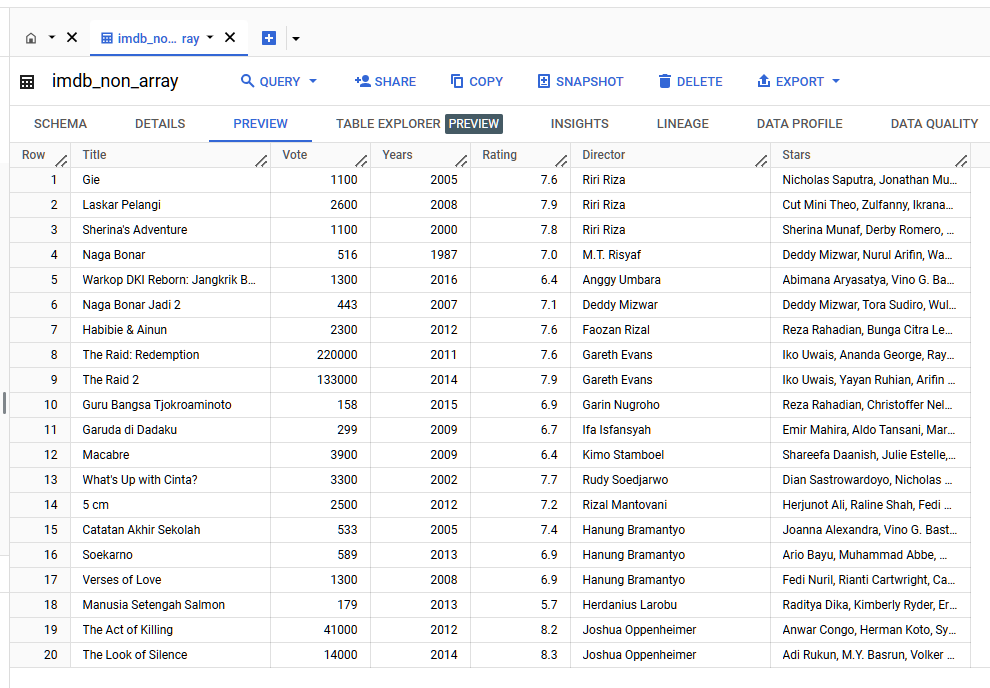 imdb_no... ray
imdb_non_array QUERY SHARE COPY SNAPSHOT DELETE EXPORT
SCHEMA DETAILS PREVIEW TABLE EXPLORER PREVIEW INSIGHTS LINEAGE DATA PROFILE DATA QUALITY
Row Title Vote Years Rating Director Stars
1 Gie 1100 2005 7.6 Riri Riza Nicholas Saputra, Jonathan Mu...
2 Laskar Pelangi 2600 2008 7.9 Riri Riza Cut Mini Theo, Zulfanny, Ikrana...
3 Sherina's Adventure 1100 2000 7.8 Riri Riza Sherina Munaf, Derby Romero, ...
4 Naga Bonar 516 1987 7.0 M.T. Risyaf Deddy Mizwar, Nurul Arifin, Wa...
5 Warkop DKI Reborn: Jangkrik B... 1300 2016 6.4 Anggy Umbara Abimana Aryasatya, Vino G. Ba...
6 Naga Bonar Jadi 2 443 2007 7.1 Deddy Mizwar Deddy Mizwar, Tora Sudiro, Wul...
7 Habibie & Ainun 2300 2012 7.6 Faozan Rizal Reza Rahadian, Bunga Citra Le...
8 The Raid: Redemption 220000 2011 7.6 Gareth Evans Iko Uwais, Ananda George, Ray...
9 The Raid 2 133000 2014 7.9 Gareth Evans Iko Uwais, Yayan Ruhian, Arifin ...
10 Guru Bangsa Tjokroaminoto 158 2015 6.9 Garin Nugroho Reza Rahadian, Christoffer Nel...
11 Garuda di Dadaku 299 2009 6.7 Ifa Isfansyah Emir Mahira, Aldo Tansani, Mar...
12 Macabre 3900 2009 6.4 Kimo Stamboel Shareefa Daanish, Julie Estelle,...
13 What's Up with Cinta? 3300 2002 7.7 Rudy Soedjarwo Dian Sastrowardoyo, Nicholas ...
14 5 cm 2500 2012 7.2 Rizal Mantovani Herjunot Ali, Raline Shah, Fedi ...
15 Catatan Akhir Sekolah 533 2005 7.4 Hanung Bramantyo Joanna Alexandra, Vino G. Bast...
16 Soekarno 589 2013 6.9 Hanung Bramantyo Ario Bayu, Muhammad Abbe, ...
17 Verses of Love 1300 2008 6.9 Hanung Bramantyo Fedi Nuril, Rianti Cartwright, Ca...
18 Manusia Setengah Salmon 179 2013 5.7 Herdanius Larobu Raditya Dika, Kimberly Ryder, Er...
19 The Act of Killing 41000 2012 8.2 Joshua Oppenheimer Anwar Congo, Herman Koto, Sy...
20 The Look of Silence 14000 2014 8.3 Joshua Oppenheimer Adi Rukun, M.Y. Basrun, Volker ...